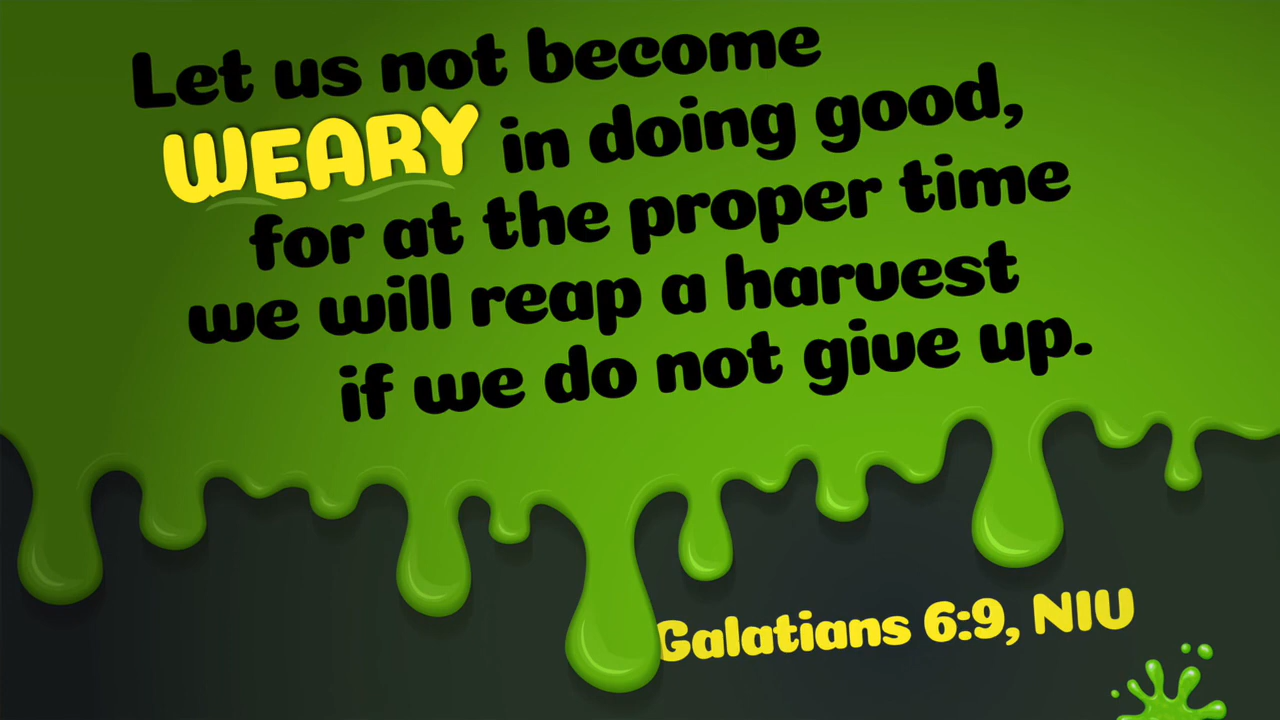 Let us not become
WEARY in doing good,
for at the proper time
we will reap a harvest
if we do not give up.
Galatians 6:9, NIV